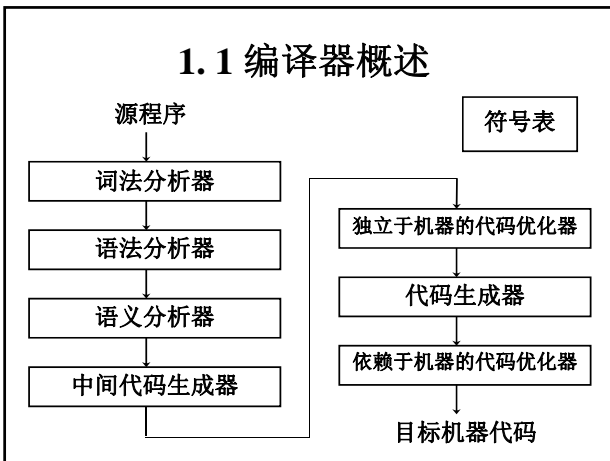 1.1 编译器概述
源程序
符号表
词法分析器
语法分析器
语义分析器
中间代码生成器
独立于机器的代码优化器
代码生成器
依赖于机器的代码优化器
目标机器代码